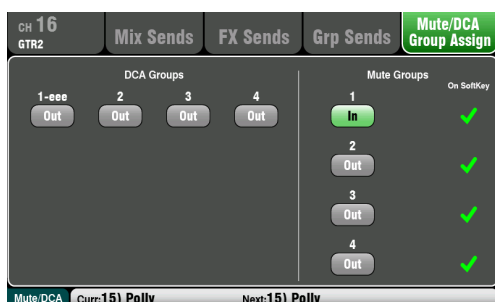 CH 16
GTR2
Mix Sends
FX Sends
Grp Sends
Mute/DCA
Group Assign
DCA Groups
Mute Groups
On SoftKey
1-eee
2
3
4
Out
Out
Out
Out
1
In
2
Out
3
Out
4
Out
Mute/DCA
Curr:15) Polly
Next:15) Polly